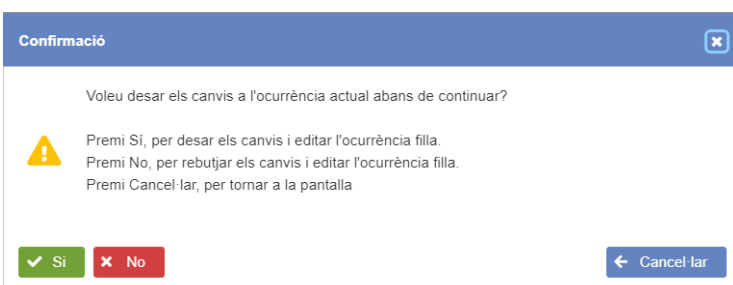 Confirmació
Voleu desar els canvis a l'ocurrència actual abans de continuar?
Premi Sí, per desar els canvis i editar l'ocurrència filla.
Premi No, per rebutjar els canvis i editar l'ocurrència filla.
Premi Cancel·lar, per tornar a la pantalla
Si
No
Cancel·lar